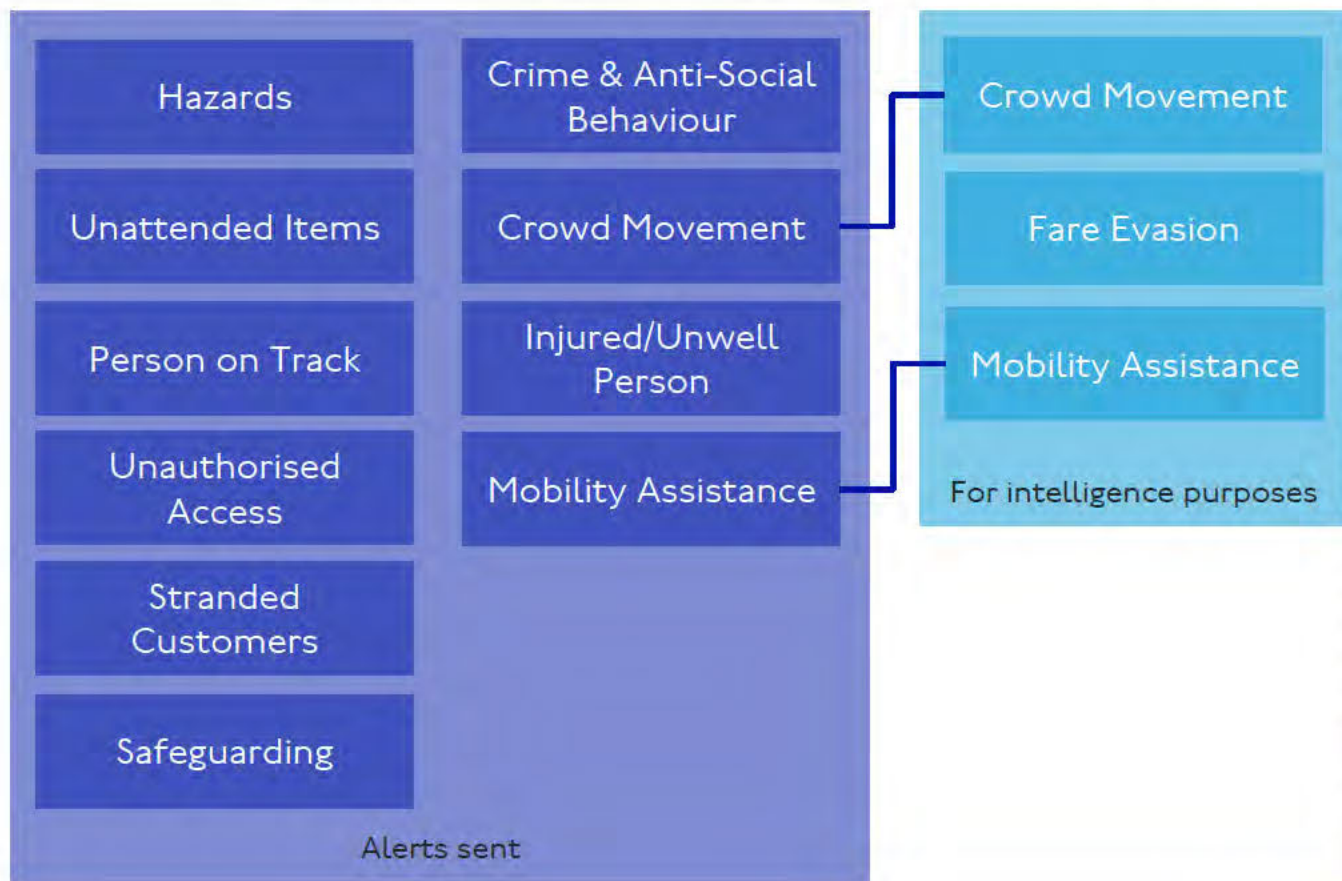 Hazards
Unattended Items
Person on Track
Unauthorised
Access
Stranded
Customers
Safeguarding
Crime & Anti-Social
Behaviour
Crowd Movement
Injured/Unwell
Person
Mobility Assistance
Alerts sent
Crowd Movement
Fare Evasion
Mobility Assistance
For intelligence purposes